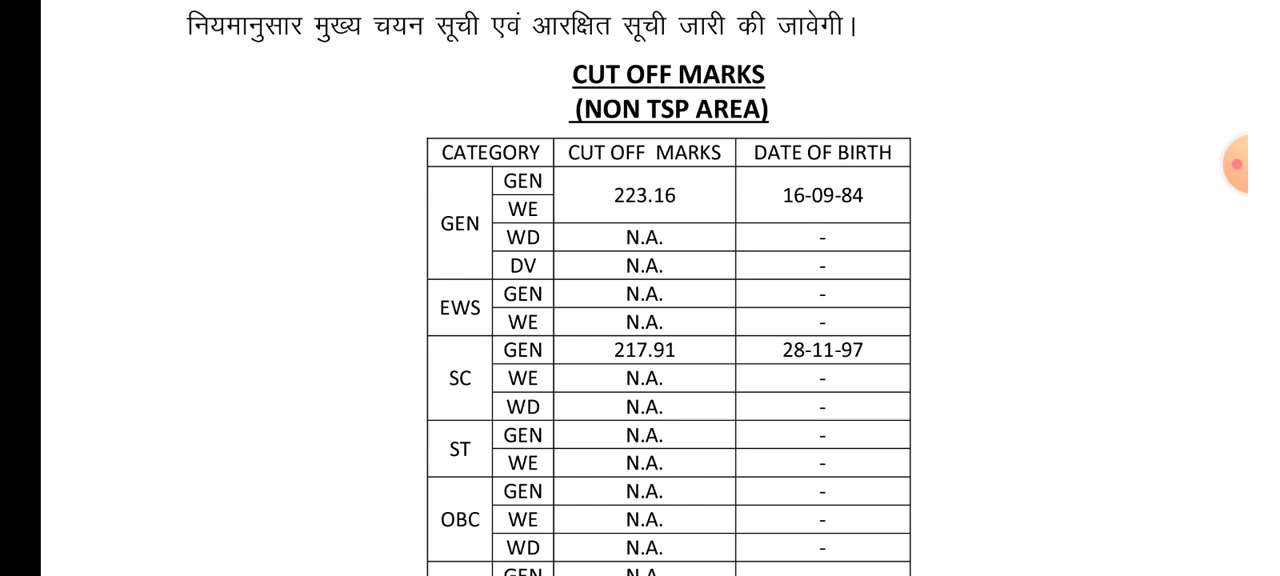 नियमानुसार मुख्य चयन सूची एवं आरक्षित सूची जारी की जावेगी।
CUT OFF MARKS
(NON TSP AREA)
CATEGORY CUT OFF MARKS DATE OF BIRTH
GEN GEN 223.16 16-09-84
WE
WD N.A. -
DV N.A. -
EWS GEN N.A. -
WE N.A. -
SC GEN 217.91 28-11-97
WE N.A. -
WD N.A. -
ST GEN N.A. -
WE N.A. -
OBC GEN N.A. -
WE N.A. -
WD N.A. -
GEN N.A.